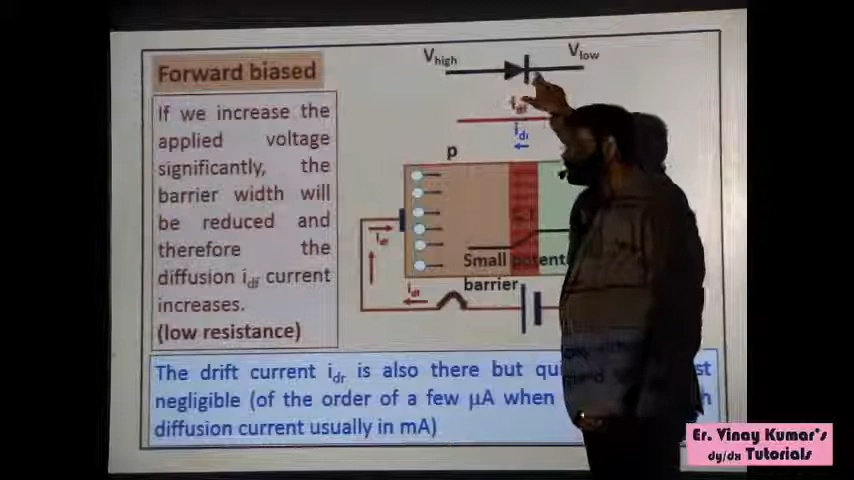 Forward biased
V_high
V_low
If we increase the
applied voltage
significantly, the
barrier width will
be reduced and
therefore the
diffusion i_df current
increases.
(low resistance)
i_df
i_dr
p
i_df
Small potent
barrier
i_df
The drift current i_dr is also there but qu
negligible (of the order of a few µA when
diffusion current usually in mA)
Er. Vinay Kumar's
dy/dx Tutorials